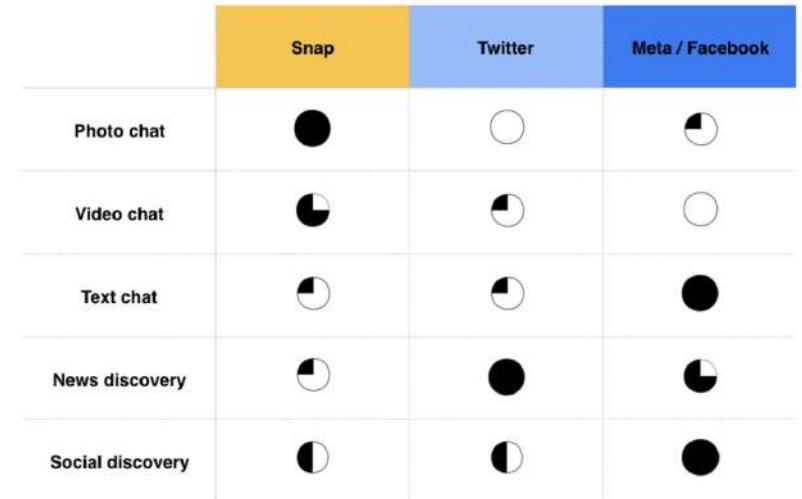 Snap Twitter Meta / Facebook
Photo chat
Video chat
Text chat
News discovery
Social discovery